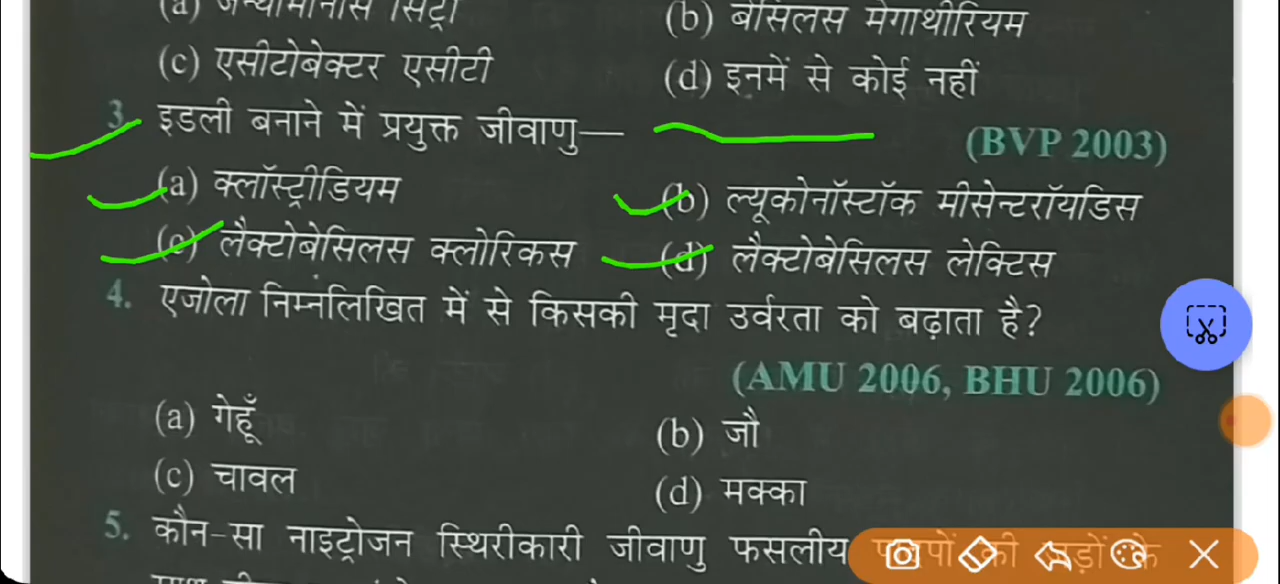 (b) बेसिलस मेगाथीरियम
(c) एसीटोबेक्टर एसीटी
(d) इनमें से कोई नहीं
3. इडली बनाने में प्रयुक्त जीवाणु—
(BVP 2003)
(a) क्लॉस्ट्रीडियम
(b) ल्यूकोनॉस्टॉक मीसेन्टरॉयडिस
(c) लैक्टोबेसिलस क्लोरिकस
(d) लैक्टोबेसिलस लेक्टिस
4. एजोला निम्नलिखित में से किसकी मृदा उर्वरता को बढ़ाता है?
(AMU 2006, BHU 2006)
(a) गेहूँ
(b) जौ
(c) चावल
(d) मक्का
5. कौन-सा नाइट्रोजन स्थिरीकारी जीवाणु फसलीय